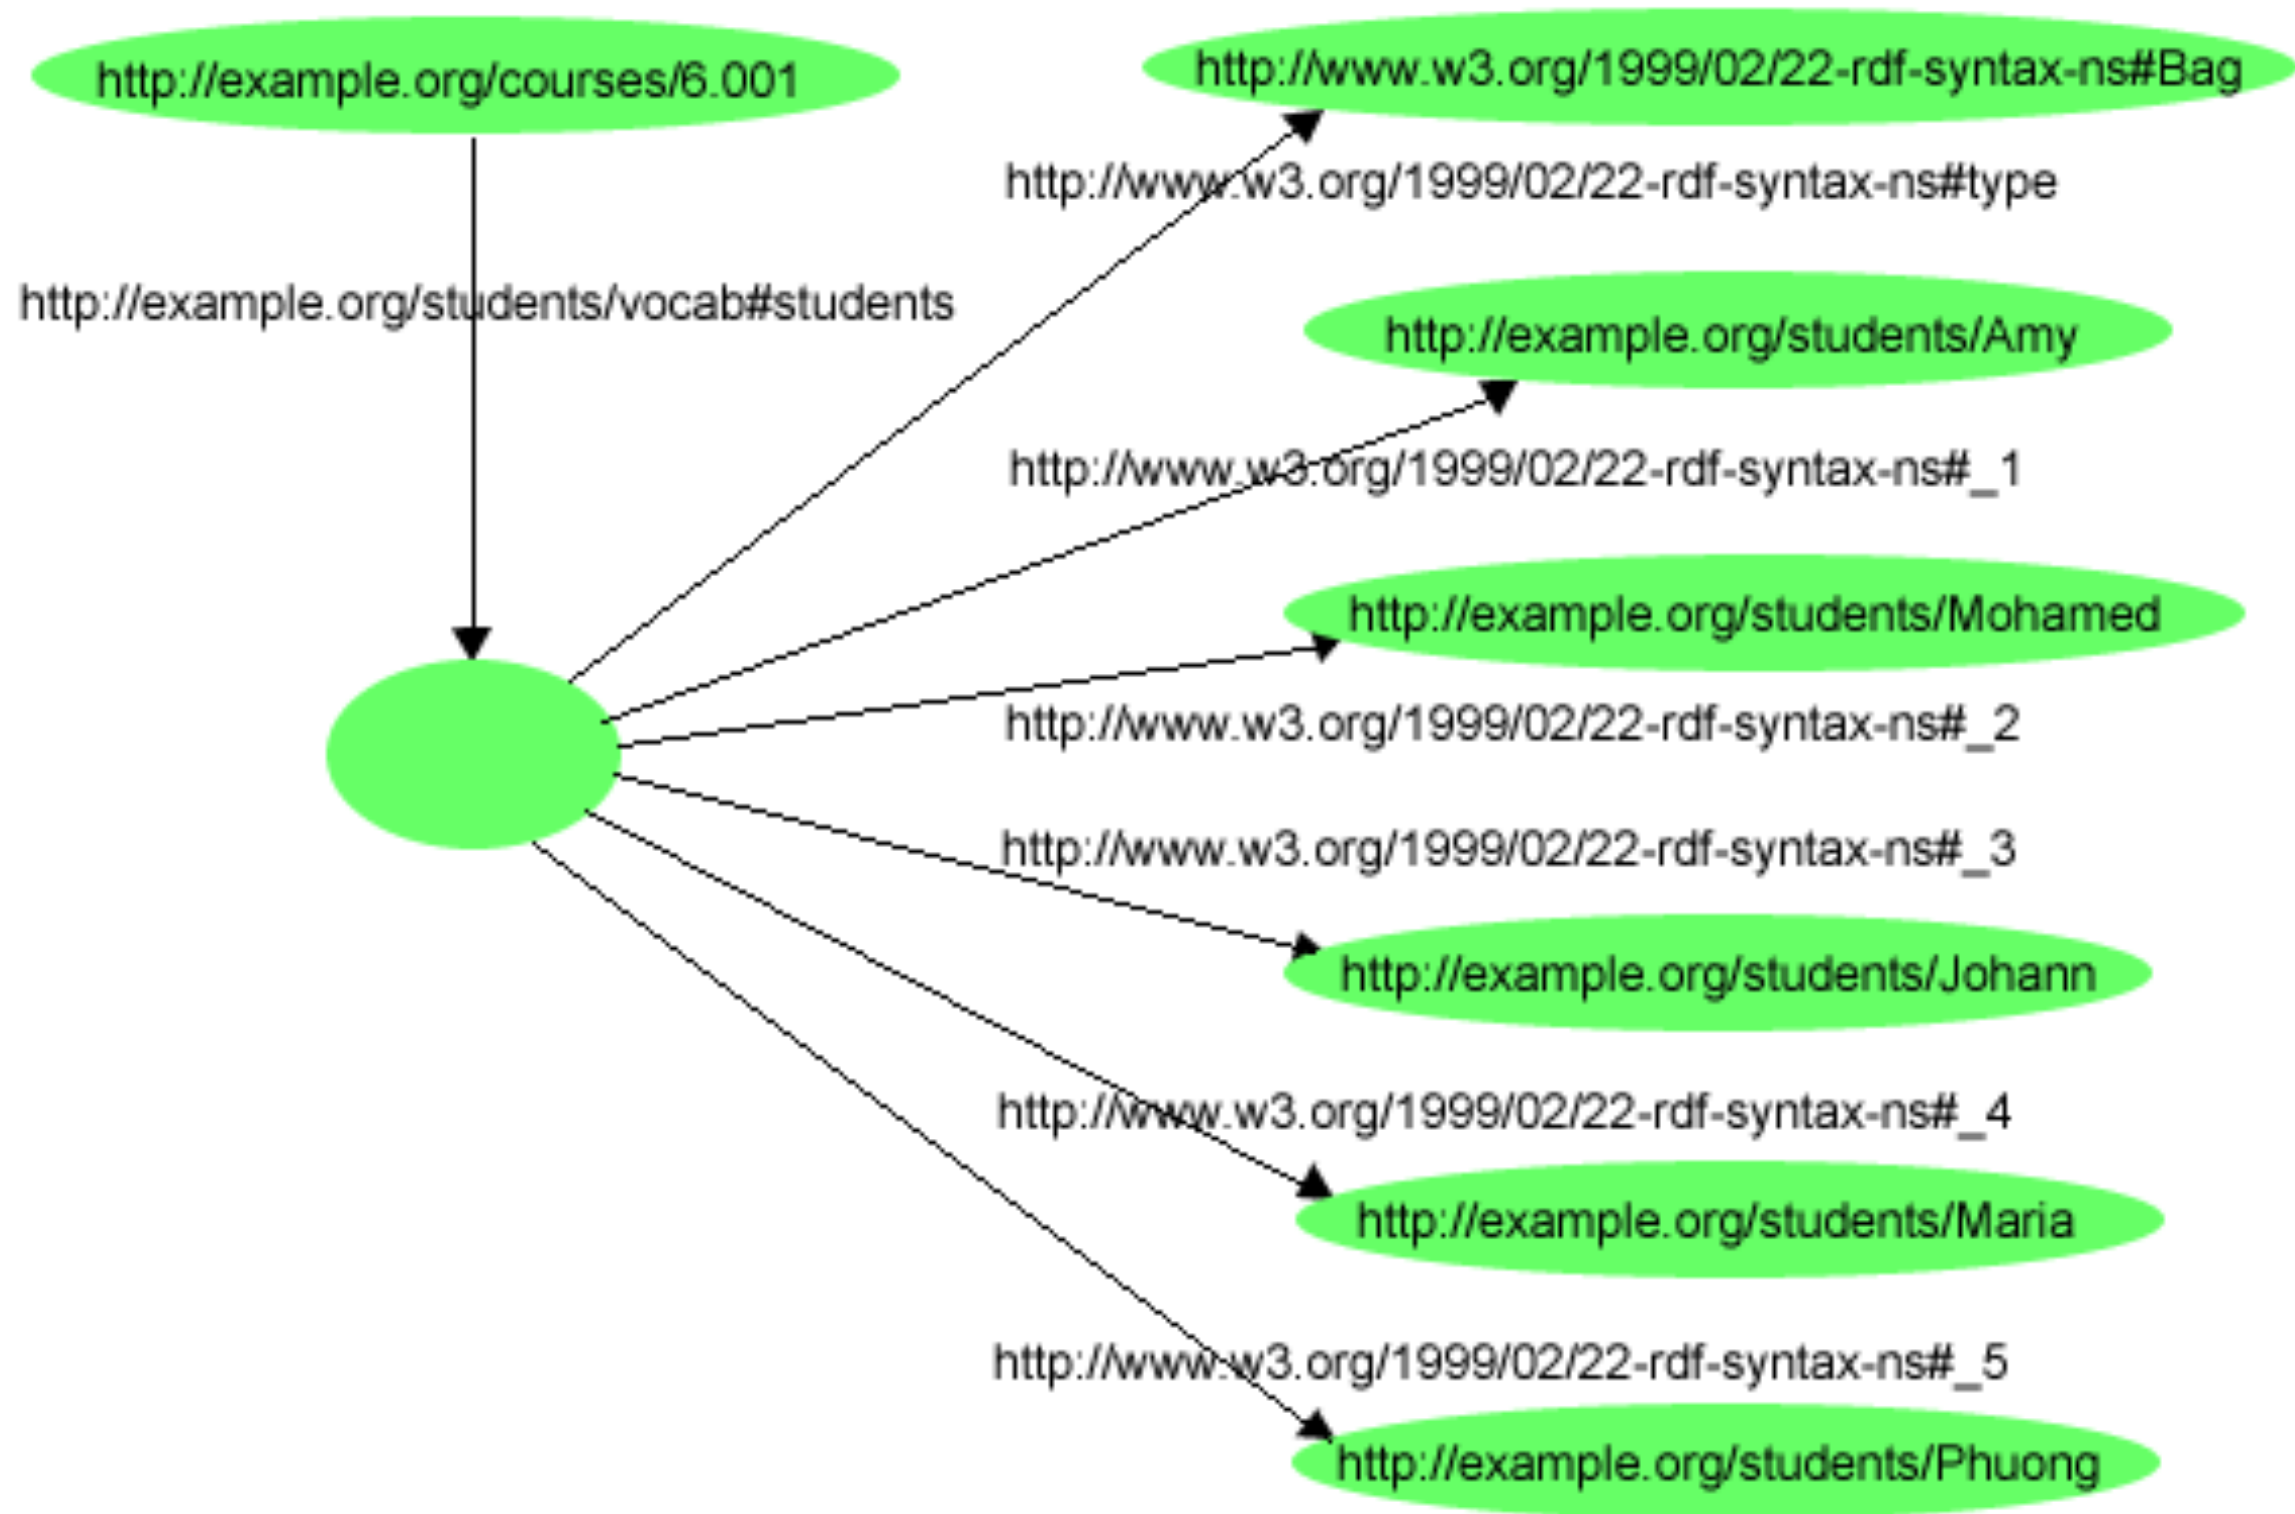 http://example.org/courses/6.001
http://www.w3.org/1999/02/22-rdf-syntax-ns#Bag
http://www.w3.org/1999/02/22-rdf-syntax-ns#type
http://example.org/students/vocab#students
http://example.org/students/Amy
http://www.w3.org/1999/02/22-rdf-syntax-ns#_1
http://example.org/students/Mohamed
http://www.w3.org/1999/02/22-rdf-syntax-ns#_2
http://www.w3.org/1999/02/22-rdf-syntax-ns#_3
http://example.org/students/Johann
http://www.w3.org/1999/02/22-rdf-syntax-ns#_4
http://example.org/students/Maria
http://www.w3.org/1999/02/22-rdf-syntax-ns#_5
http://example.org/students/Phuong